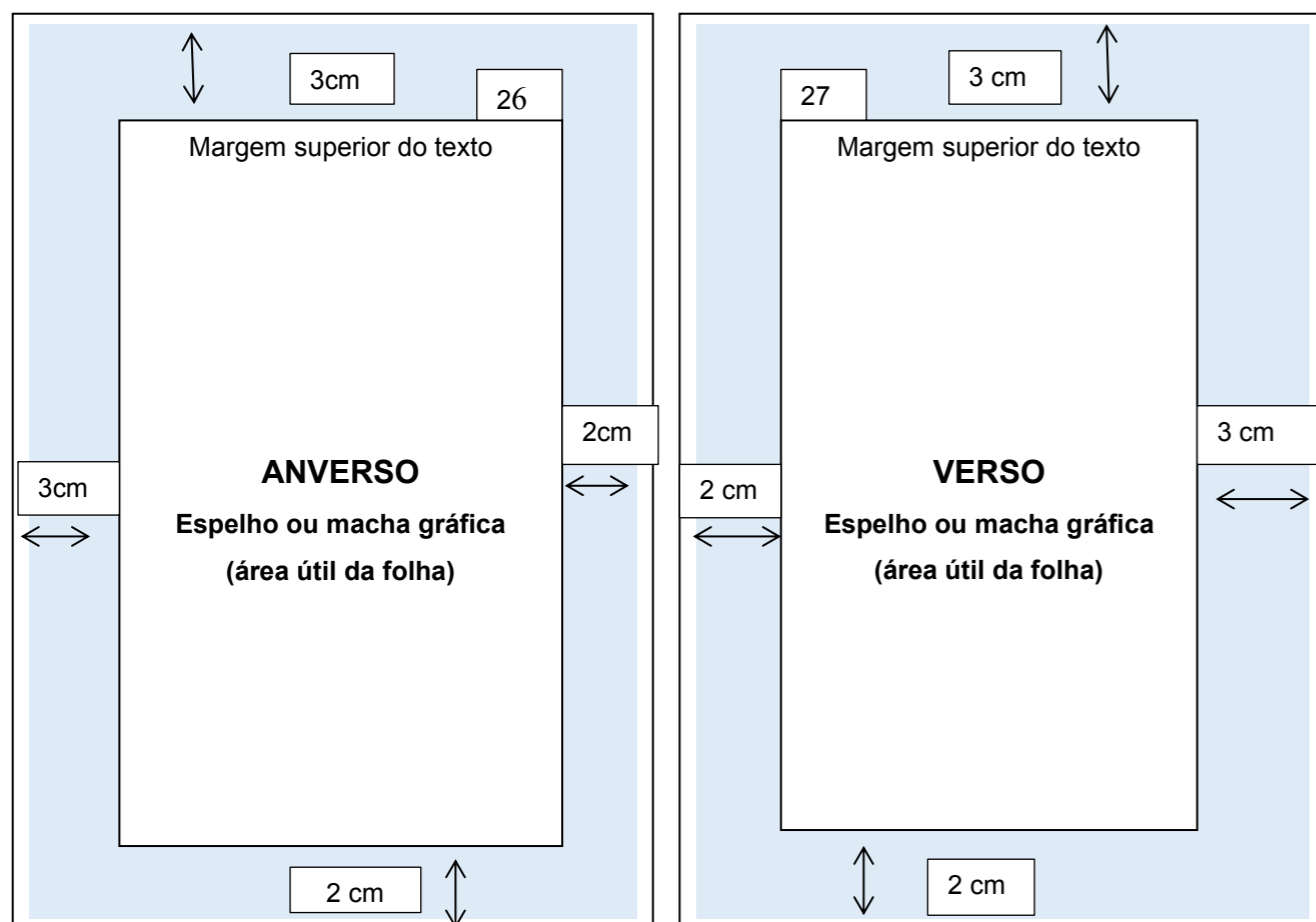 3cm
26
Margem superior do texto
2cm
3cm
ANVERSO
Espelho ou macha gráfica
(área útil da folha)
2 cm
3 cm
27
Margem superior do texto
3 cm
2 cm
VERSO
Espelho ou macha gráfica
(área útil da folha)
2 cm